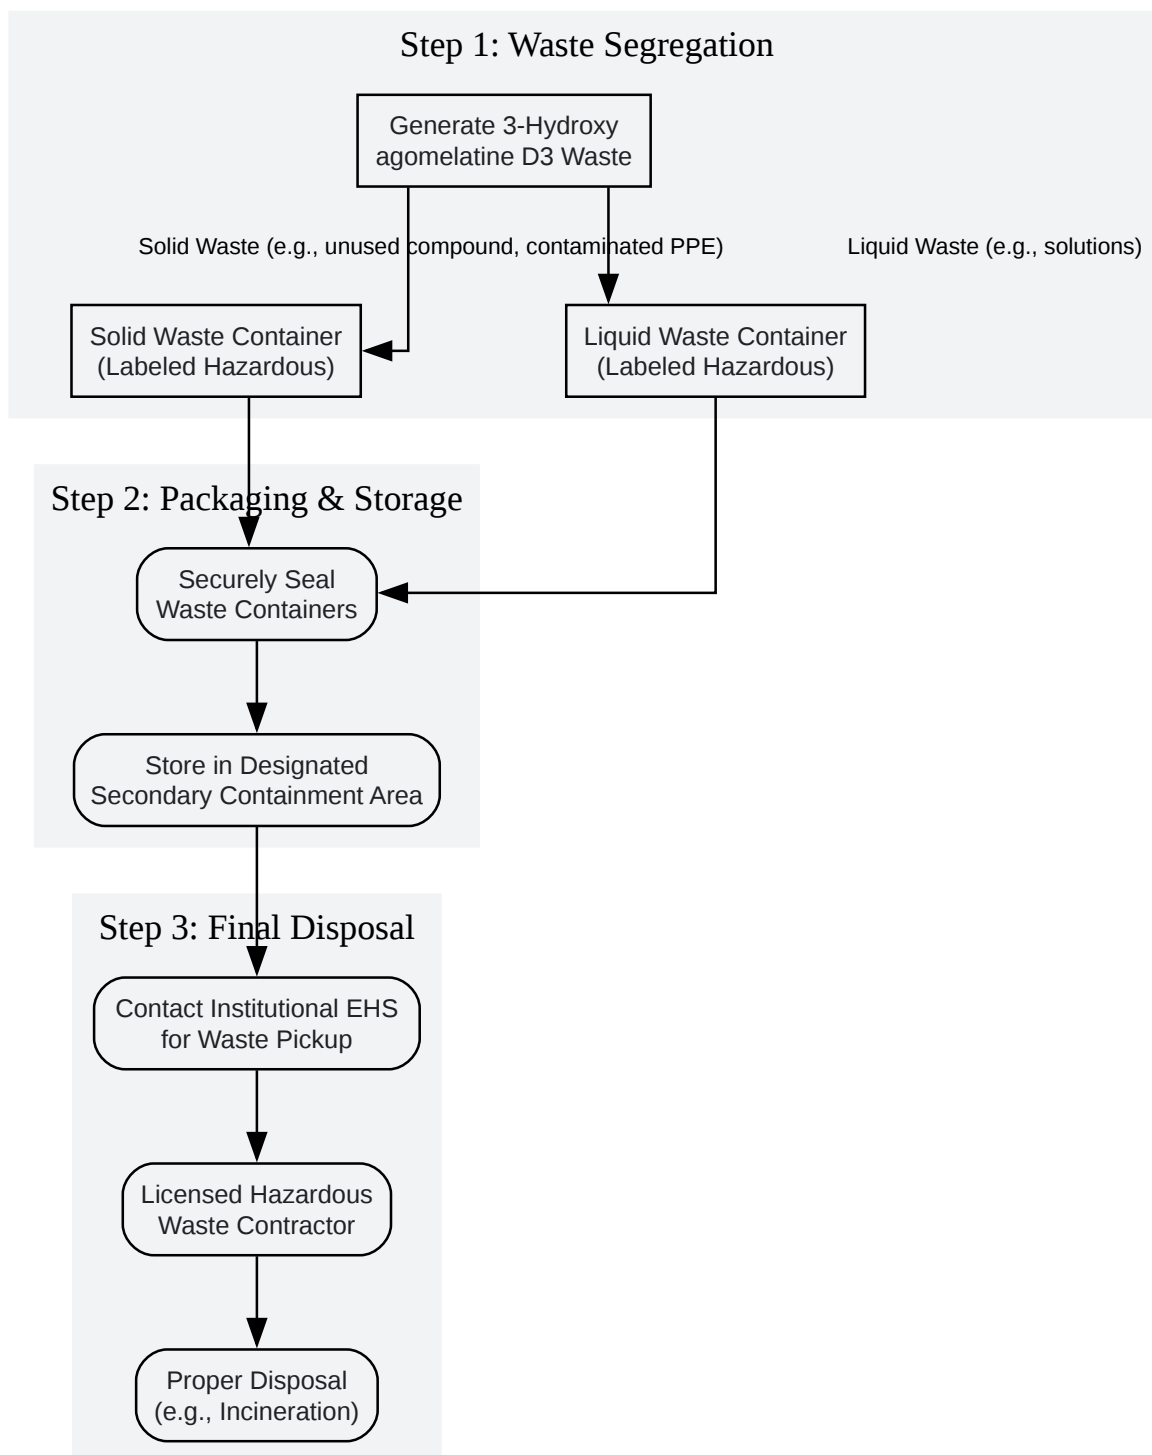 Step 1: Waste Segregation
Generate 3-Hydroxy
agomelatine D3 Waste
Solid Waste (e.g., unused compound, contaminated PPE)
Liquid Waste (e.g., solutions)
Solid Waste Container
(Labeled Hazardous)
Liquid Waste Container
(Labeled Hazardous)
Step 2: Packaging & Storage
Securely Seal
Waste Containers
Store in Designated
Secondary Containment Area
Step 3: Final Disposal
Contact Institutional EHS
for Waste Pickup
Licensed Hazardous
Waste Contractor
Proper Disposal
(e.g., Incineration)